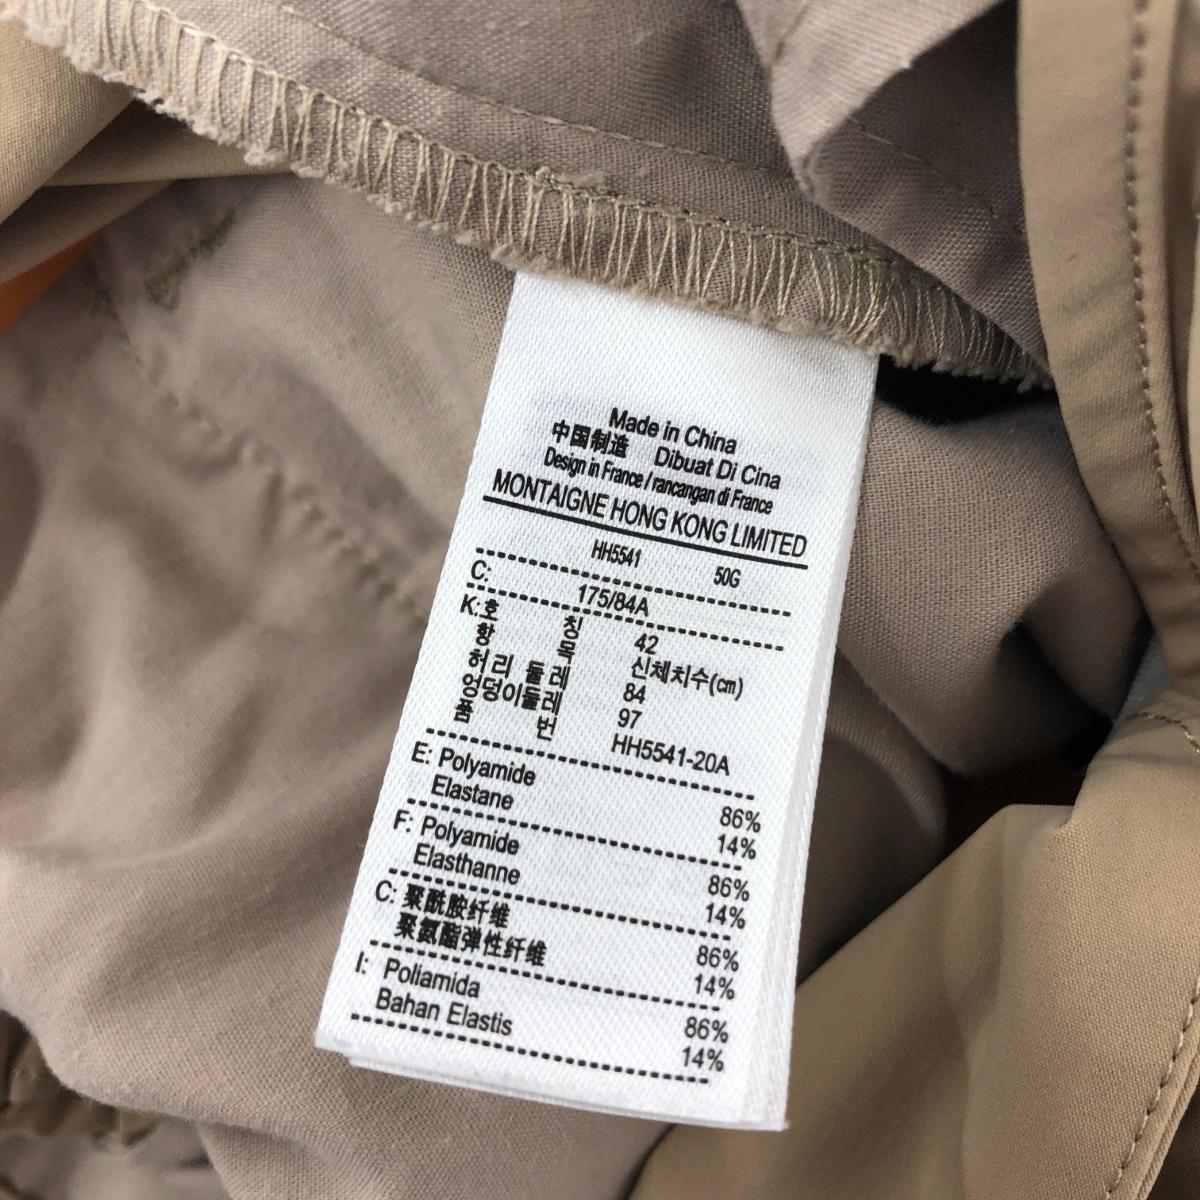 Made in China
中国制造 Dibuat Di Cina
Design in France / rancangan di France
MONTAIGNE HONG KONG LIMITED
HH5541 50G
C: 175/84A
K:호 칭 42
항 목 신체치수(cm)
허리 둘레 84
엉덩이둘레 97
품 번 HH5541-20A
E: Polyamide 86%
Elastane 14%
F: Polyamide 86%
Elasthanne 14%
C: 聚酰胺纤维 86%
聚氨酯弹性纤维 14%
I: Poliamida 86%
Bahan Elastis 14%